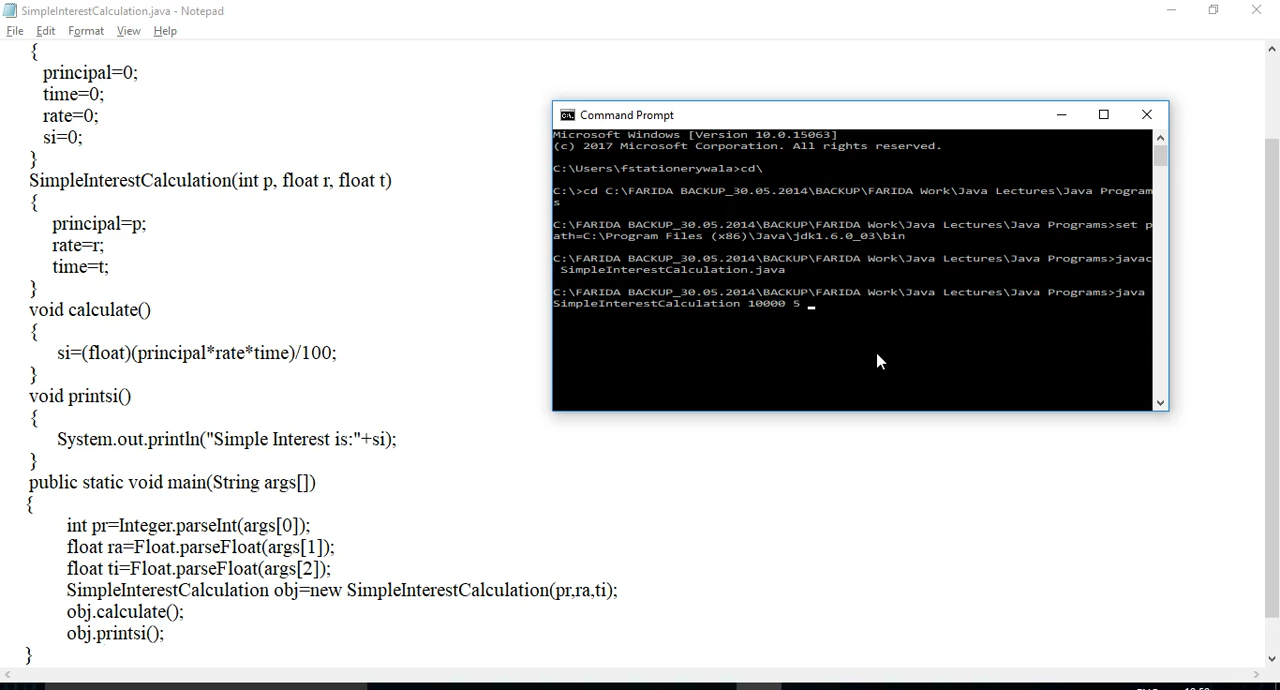 SimpleInterestCalculation.java - Notepad
File Edit Format View Help
{
principal=0;
time=0;
rate=0;
si=0;
}
SimpleInterestCalculation(int p, float r, float t)
{
principal=p;
rate=r;
time=t;
}
void calculate()
{
si=(float)(principal*rate*time)/100;
}
void printsi()
{
System.out.println("Simple Interest is:"+si);
}
public static void main(String args[])
{
int pr=Integer.parseInt(args[0]);
float ra=Float.parseFloat(args[1]);
float ti=Float.parseFloat(args[2]);
SimpleInterestCalculation obj=new SimpleInterestCalculation(pr,ra,ti);
obj.calculate();
obj.printsi();
}
Command Prompt
Microsoft Windows [Version 10.0.15063]
(c) 2017 Microsoft Corporation. All rights reserved.
C:\Users\fstationerywala>cd\
C:\>cd C:\FARIDA BACKUP_30.05.2014\BACKUP\FARIDA Work\Java Lectures\Java Program
s
C:\FARIDA BACKUP_30.05.2014\BACKUP\FARIDA Work\Java Lectures\Java Programs>set p
ath=C:\Program Files (x86)\Java\jdk1.6.0_03\bin
C:\FARIDA BACKUP_30.05.2014\BACKUP\FARIDA Work\Java Lectures\Java Programs>javac
SimpleInterestCalculation.java
C:\FARIDA BACKUP_30.05.2014\BACKUP\FARIDA Work\Java Lectures\Java Programs>java
SimpleInterestCalculation 10000 5 _